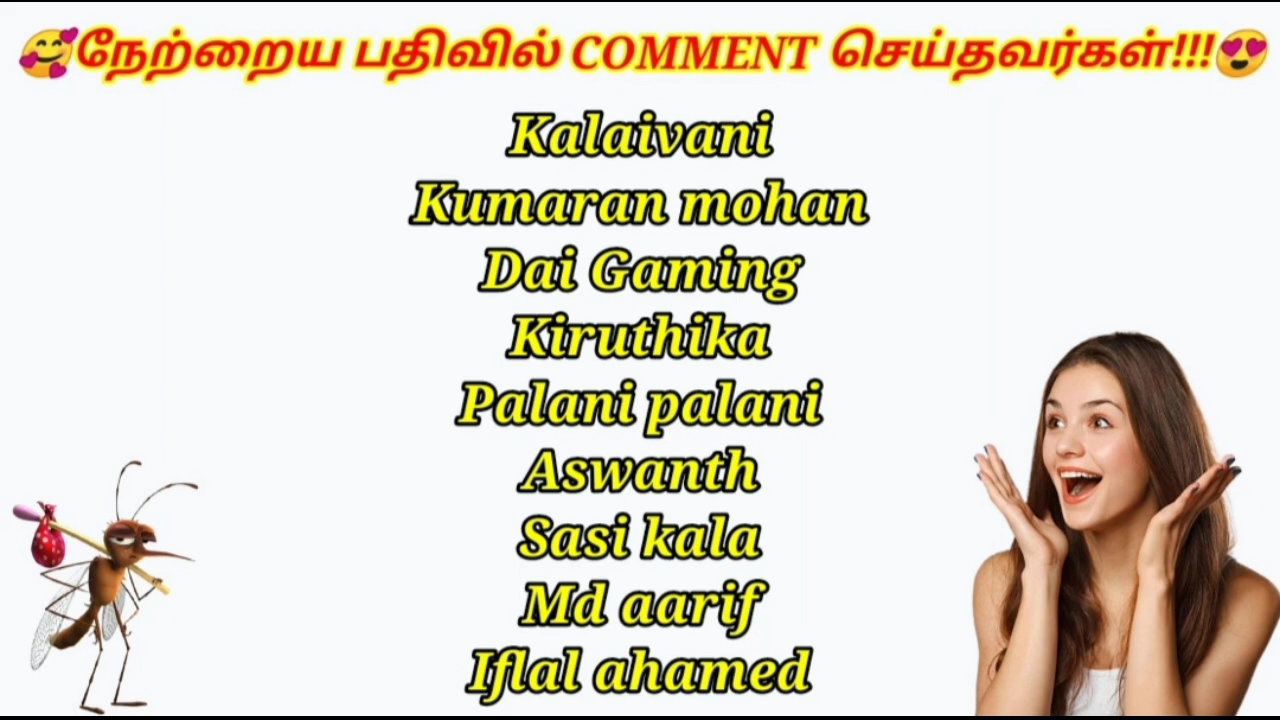 நேற்றைய பதிவில் COMMENT செய்தவர்கள்!!!
Kalaivani
Kumaran mohan
Dai Gaming
Kiruthika
Palani palani
Aswanth
Sasi kala
Md aarif
Iflal ahamed